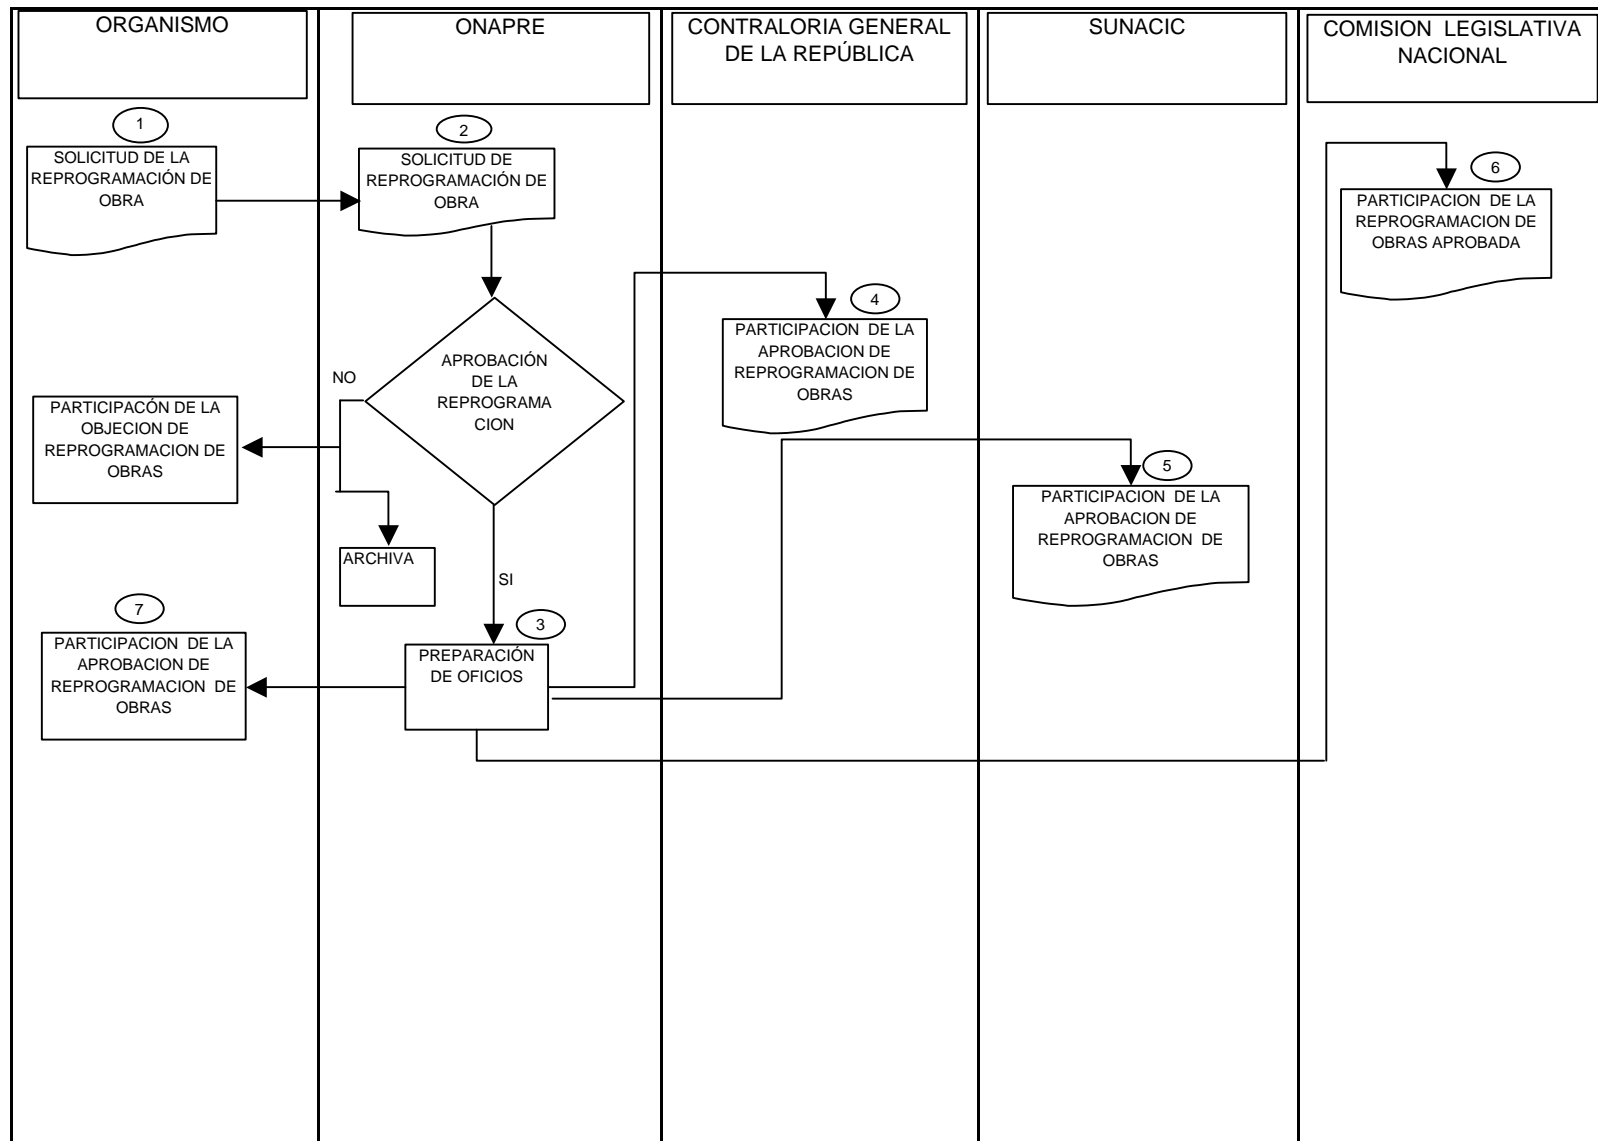 ORGANISMO
ONAPRE
CONTRALORIA GENERAL
DE LA REPÚBLICA
SUNACIC
COMISION LEGISLATIVA
NACIONAL
1
SOLICITUD DE LA
REPROGRAMACIÓN DE
OBRA
2
SOLICITUD DE
REPROGRAMACIÓN DE
OBRA
6
PARTICIPACION DE LA
REPROGRAMACION DE
OBRAS APROBADA
4
PARTICIPACION DE LA
APROBACION DE
REPROGRAMACION DE
OBRAS
APROBACIÓN
DE LA
REPROGRAMA
CION
NO
PARTICIPACÓN DE LA
OBJECION DE
REPROGRAMACION DE
OBRAS
5
PARTICIPACION DE LA
APROBACION DE
REPROGRAMACION DE
OBRAS
ARCHIVA
SI
7
PARTICIPACION DE LA
APROBACION DE
REPROGRAMACION DE
OBRAS
3
PREPARACIÓN
DE OFICIOS